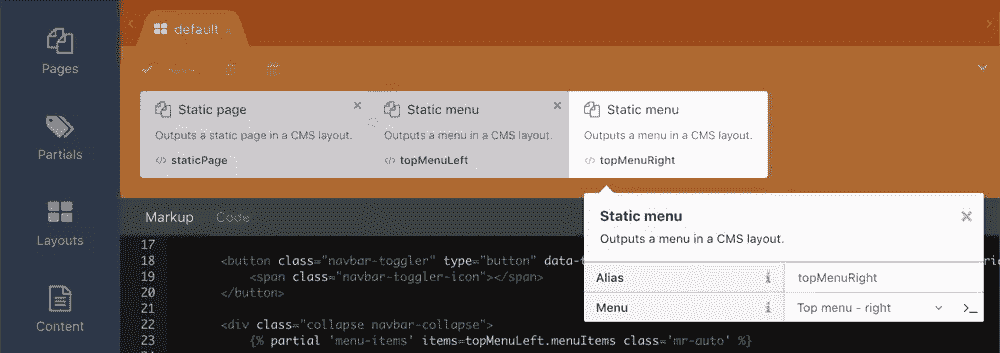 default
Pages
Static page
Static menu
Static menu
Outputs a static page in a CMS layout.
Outputs a menu in a CMS layout.
Outputs a menu in a CMS layout.
Partials
staticPage
topMenuLeft
topMenuRight
Markup
Code
Static menu
Outputs a menu in a CMS layout.
Layouts
Alias
topMenuRight
Menu
Top menu - right
Content
17
18 <button class="navbar-toggler" type="button"
19 <span class="navbar-toggler-icon"></span>
20 </button>
21
22 <div class="collapse navbar-collapse">
23 {% partial 'menu-items' items=topMenuLeft.menuItems class='mr-auto' %}